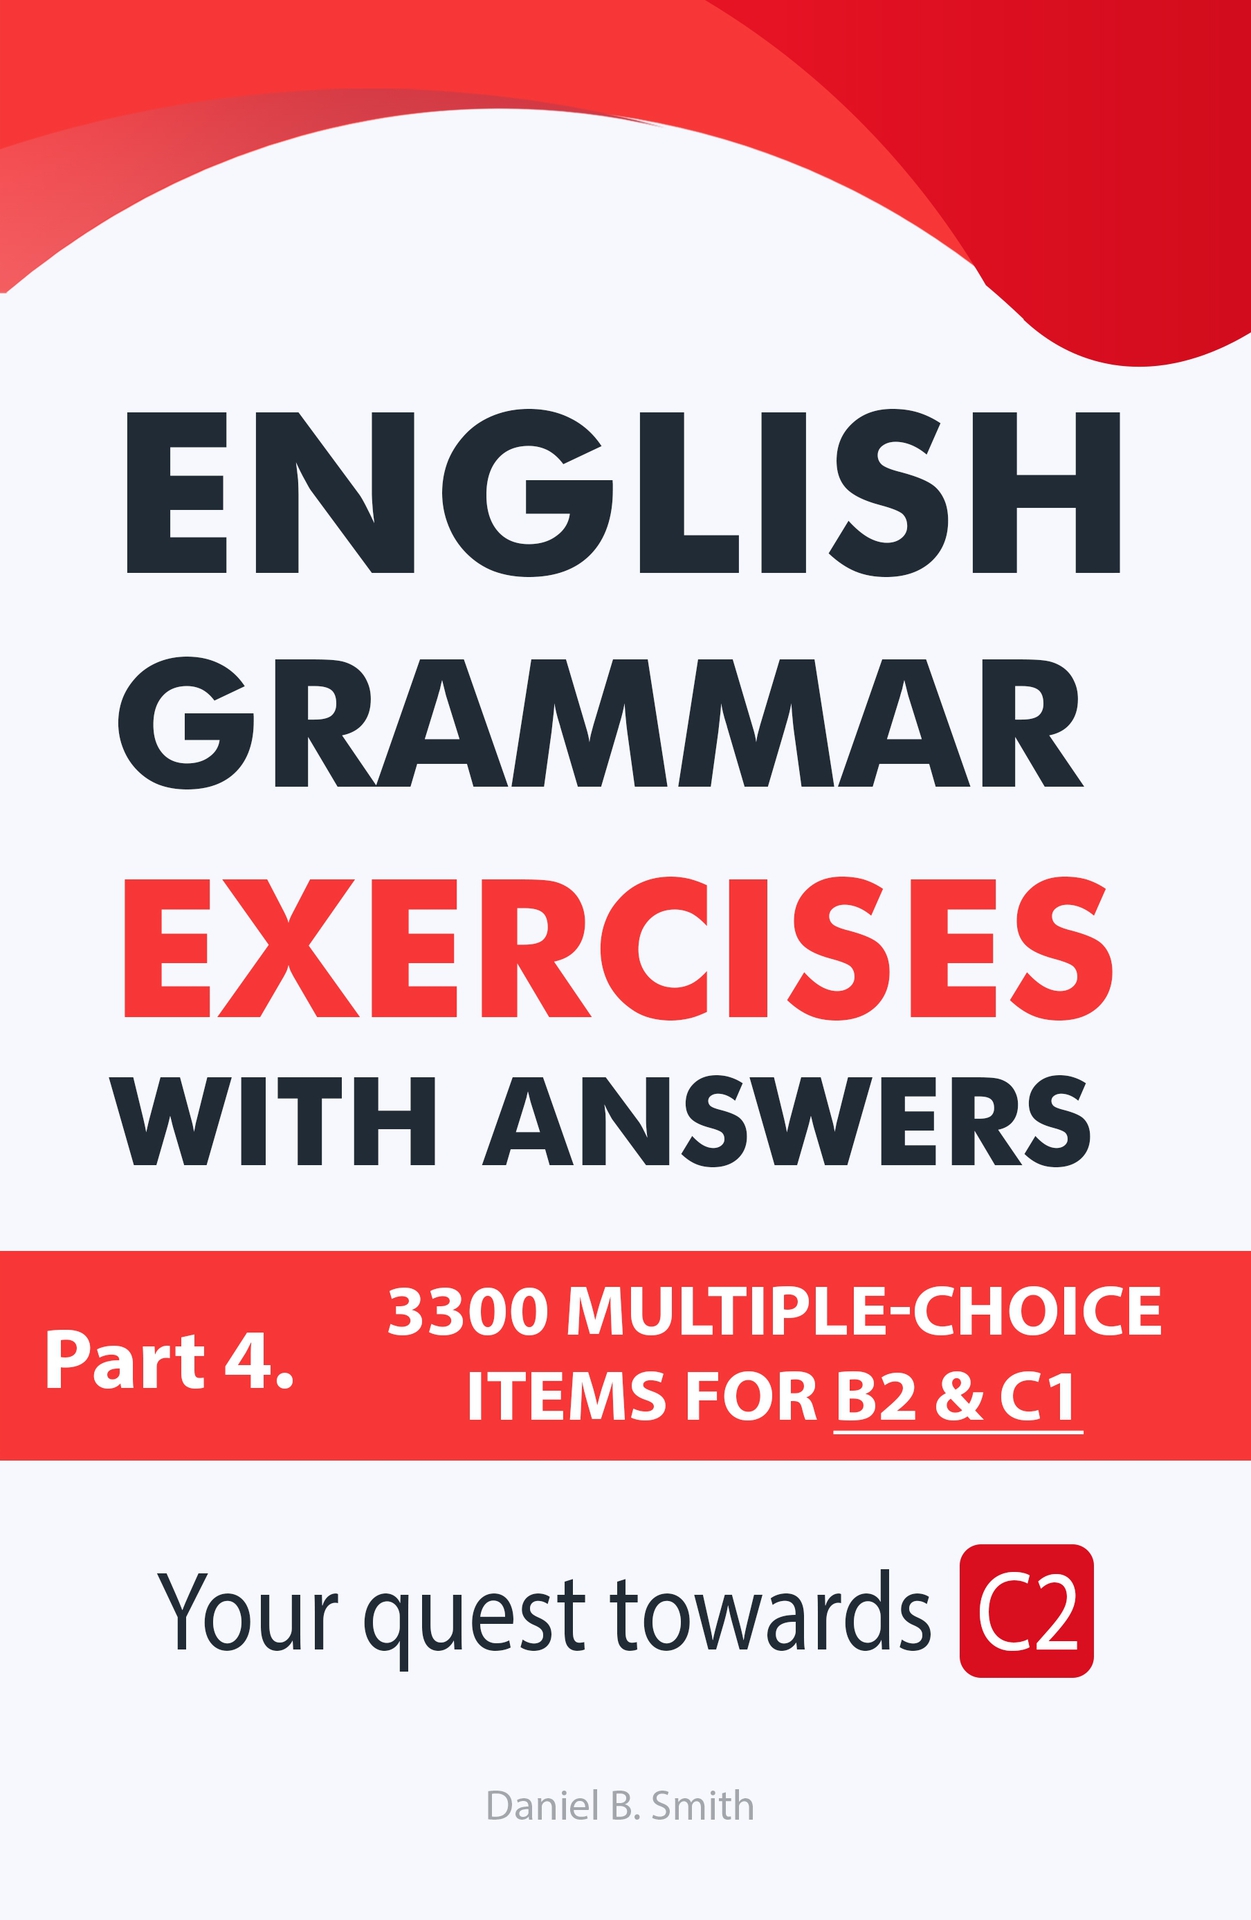 ENGLISH
GRAMMAR
EXERCISES
WITH ANSWERS
Part 4.
3300 MULTIPLE-CHOICE
ITEMS FOR B2 & C1
Your quest towards C2
Daniel B. Smith